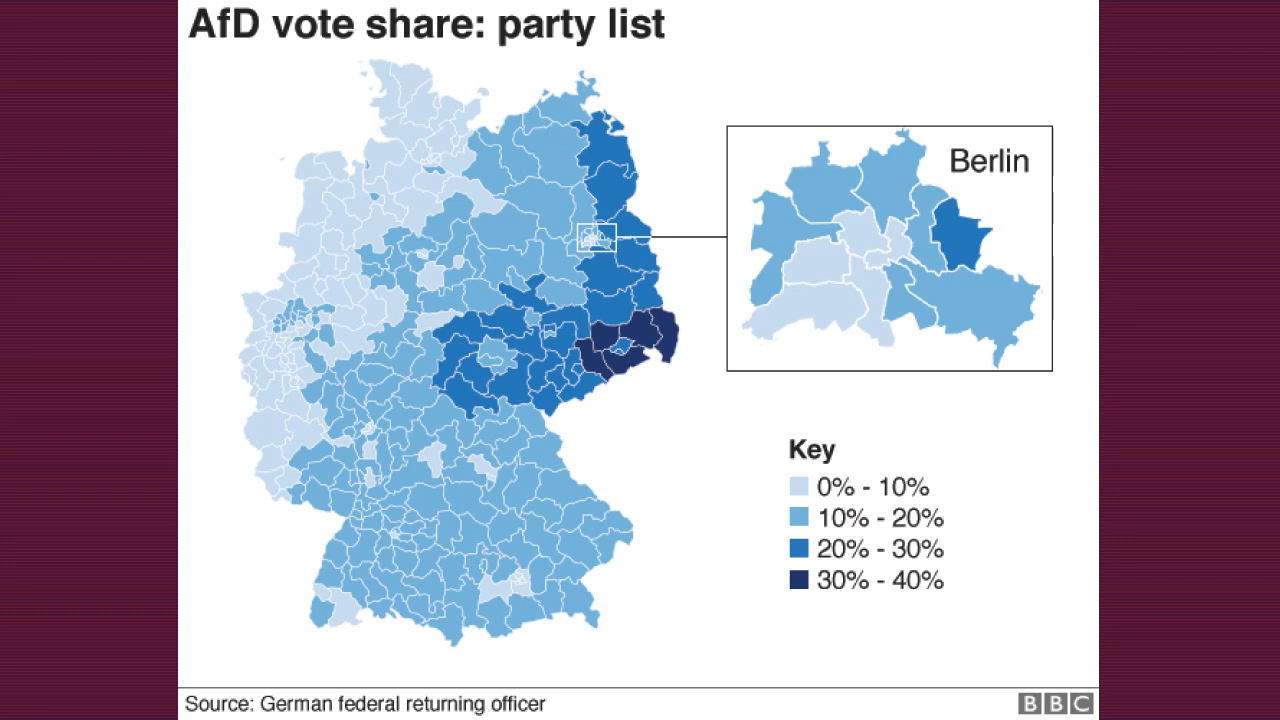 AfD vote share: party list
Berlin
Key
0% - 10%
10% - 20%
20% - 30%
30% - 40%
Source: German federal returning officer
BBC